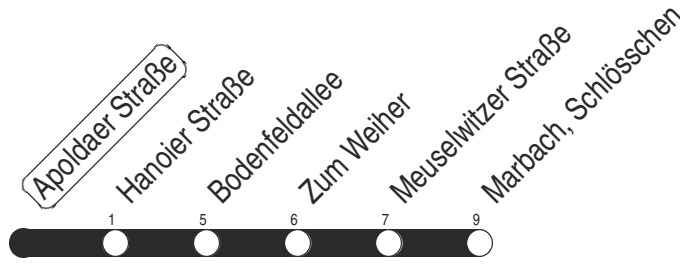 Apoldaer Straße
Hanoier Straße
Bodenfeldallee
Zum Weiher
Meuselwitzer Straße
Marbach, Schlösschen
1 5 6 7 9